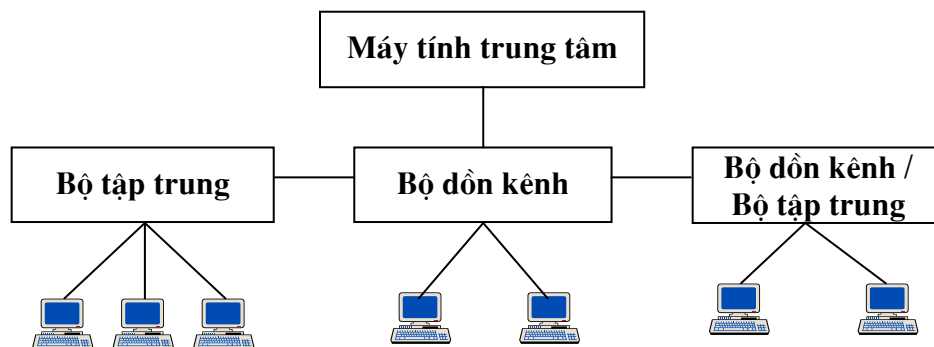 Máy tính trung tâm
Bộ tập trung
Bộ dồn kênh
Bộ dồn kênh /
Bộ tập trung